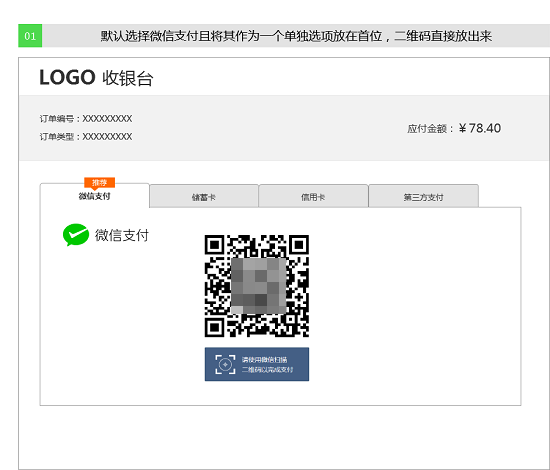 01 默认选择微信支付且将其作为一个单独选项放在首位，二维码直接放出来
LOGO 收银台
订单编号：XXXXXXXXX
应付金额：￥78.40
订单类型：XXXXXXXXX
推荐
微信支付 储蓄卡 信用卡 第三方支付
微信支付
请使用微信扫描
二维码以完成支付